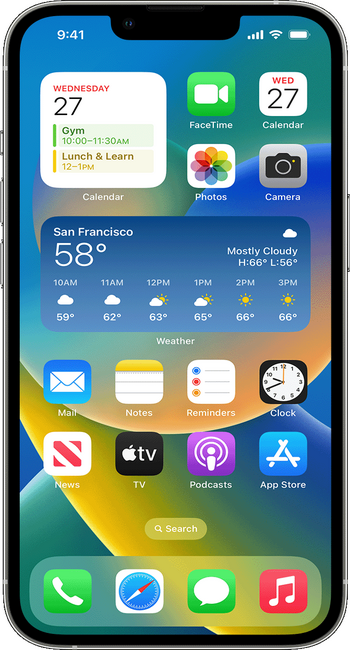 9:41
WEDNESDAY
27
Gym
10:00–11:30AM
Lunch & Learn
12–1PM
Calendar
FaceTime
WED
27
Calendar
Photos
Camera
San Francisco
58°
Mostly Cloudy
H:66° L:56°
10AM 11AM 12PM 1PM 2PM 3PM
59° 62° 63° 65° 66° 66°
Weather
Mail Notes Reminders Clock
tv
News TV Podcasts App Store
Search